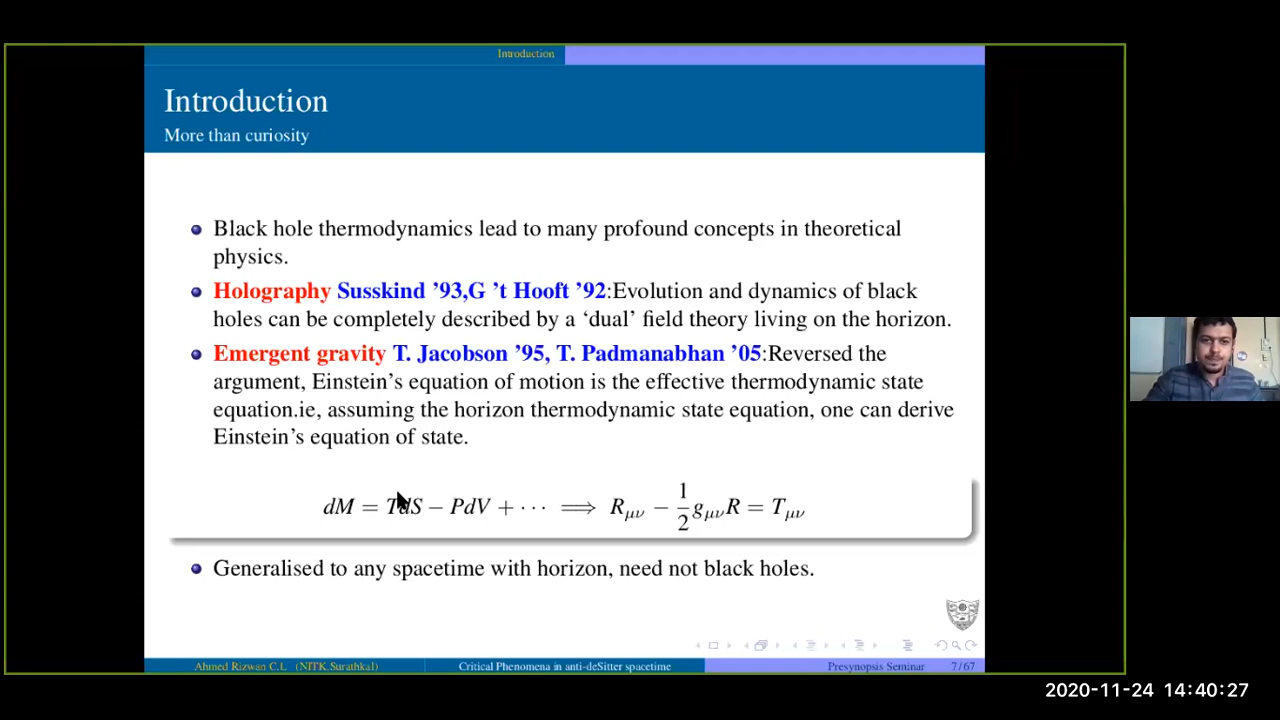 Introduction
Introduction
More than curiosity
Black hole thermodynamics lead to many profound concepts in theoretical
physics.
Holography Susskind ’93,G ’t Hooft ’92:Evolution and dynamics of black
holes can be completely described by a ‘dual’ field theory living on the horizon.
Emergent gravity T. Jacobson ’95, T. Padmanabhan ’05:Reversed the
argument, Einstein’s equation of motion is the effective thermodynamic state
equation.ie, assuming the horizon thermodynamic state equation, one can derive
Einstein’s equation of state.
dM = TdS − PdV + · · · ⟹ Rμν − 1/2 gμνR = Tμν
Generalised to any spacetime with horizon, need not black holes.
Ahmed Rizwan C.L (NITK,Surathkal) Critical Phenomena in anti-deSitter spacetime Presynopsis Seminar 7/67
2020-11-24 14:40:27